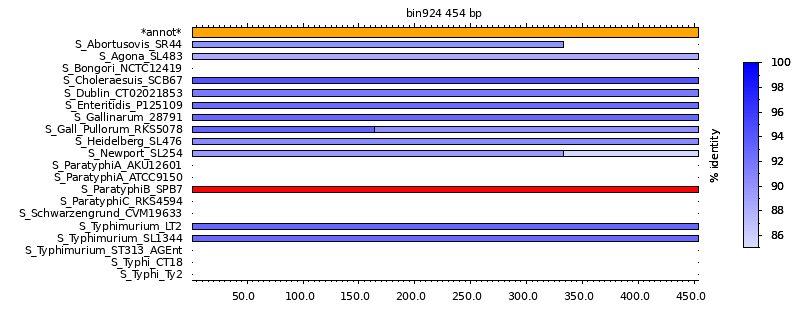 bin924 454 bp
*annot*
S_Abortusovis_SR44
S_Agona_SL483
S_Bongori_NCTC12419
S_Choleraesuis_SCB67
S_Dublin_CT02021853
S_Enteritidis_P125109
S_Gallinarum_28791
S_Gall_Pullorum_RKS5078
S_Heidelberg_SL476
S_Newport_SL254
S_ParatyphiA_AKU12601
S_ParatyphiA_ATCC9150
S_ParatyphiB_SPB7
S_ParatyphiC_RKS4594
S_Schwarzengrund_CVM19633
S_Typhimurium_LT2
S_Typhimurium_SL1344
S_Typhimurium_ST313_AGEnt
S_Typhi_CT18
S_Typhi_Ty2
50.0 100.0 150.0 200.0 250.0 300.0 350.0 400.0 450.0
% identity
100
98
96
94
92
90
88
86